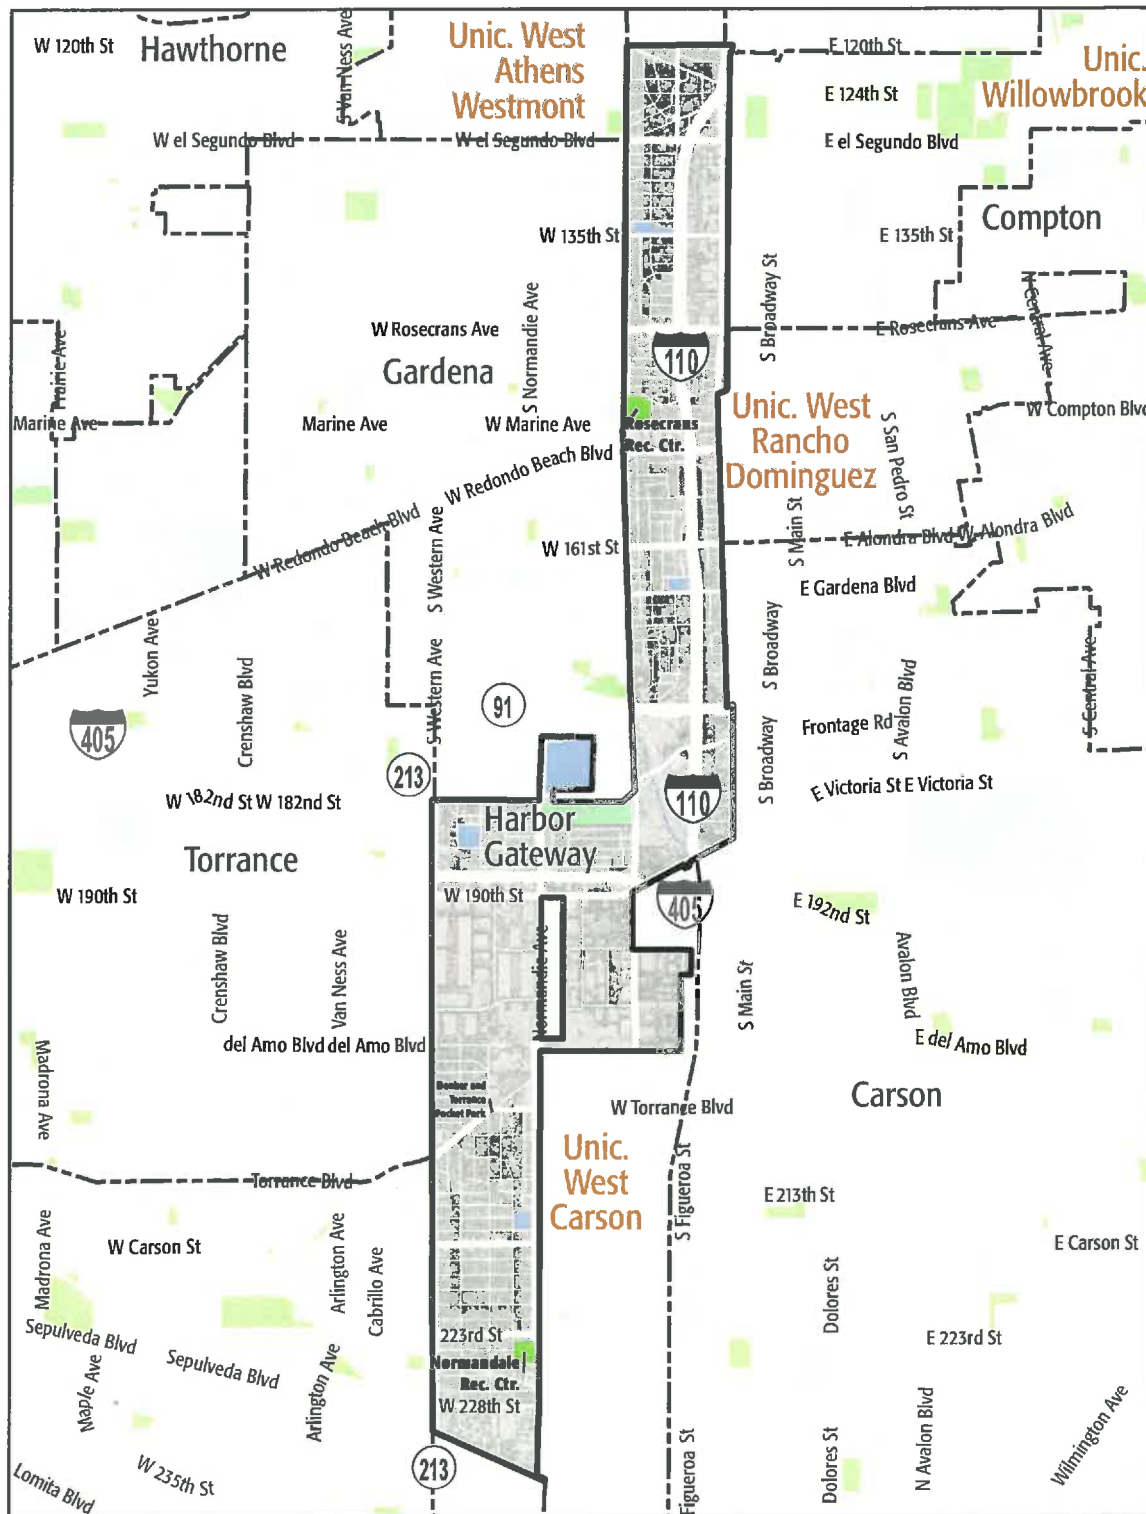 W 120th St
Hawthorne
S Van Ness Ave
Unic. West
Athens
Westmont
E 120th St
Unic.
Willowbrook
E 124th St
W el Segundo Blvd
W el Segundo Blvd
E el Segundo Blvd
Compton
W 135th St
E 135th St
S Broadway St
N Central Ave
S Normandie Ave
W Rosecrans Ave
E Rosecrans Ave
Prairie Ave
Gardena
110
Marine Ave
Marine Ave
W Marine Ave
Rosecrans
Rec. Ctr.
Unic. West
Rancho
Dominguez
W Compton Blvd
S San Pedro St
W Redondo Beach Blvd
W Redondo Beach Blvd
S Western Ave
W 161st St
S Main St
E Alondra Blvd
W Alondra Blvd
E Gardena Blvd
Yukon Ave
Crenshaw Blvd
S Western Ave
S Broadway
S Avalon Blvd
S Central Ave
405
91
Frontage Rd
213
S Broadway
110
E Victoria St
E Victoria St
W 182nd St
W 182nd St
Harbor
Gateway
Torrance
W 190th St
W 190th St
405
E 192nd St
Crenshaw Blvd
Van Ness Ave
Normandie Ave
S Main St
Avalon Blvd
Madrona Ave
del Amo Blvd
del Amo Blvd
E del Amo Blvd
Denker and
Torrance
Pocket Park
W Torrance Blvd
Carson
Unic.
West
Carson
Torrance Blvd
S Figueroa St
E 213th St
Madrona Ave
W Carson St
Arlington Ave
Cabrillo Ave
E Carson St
Dolores St
Sepulveda Blvd
Sepulveda Blvd
223rd St
E 223rd St
Maple Ave
Arlington Ave
Normandale
Rec. Ctr.
W 228th St
Figueroa St
Dolores St
N Avalon Blvd
Wilmington Ave
Lomita Blvd
W 235th St
213